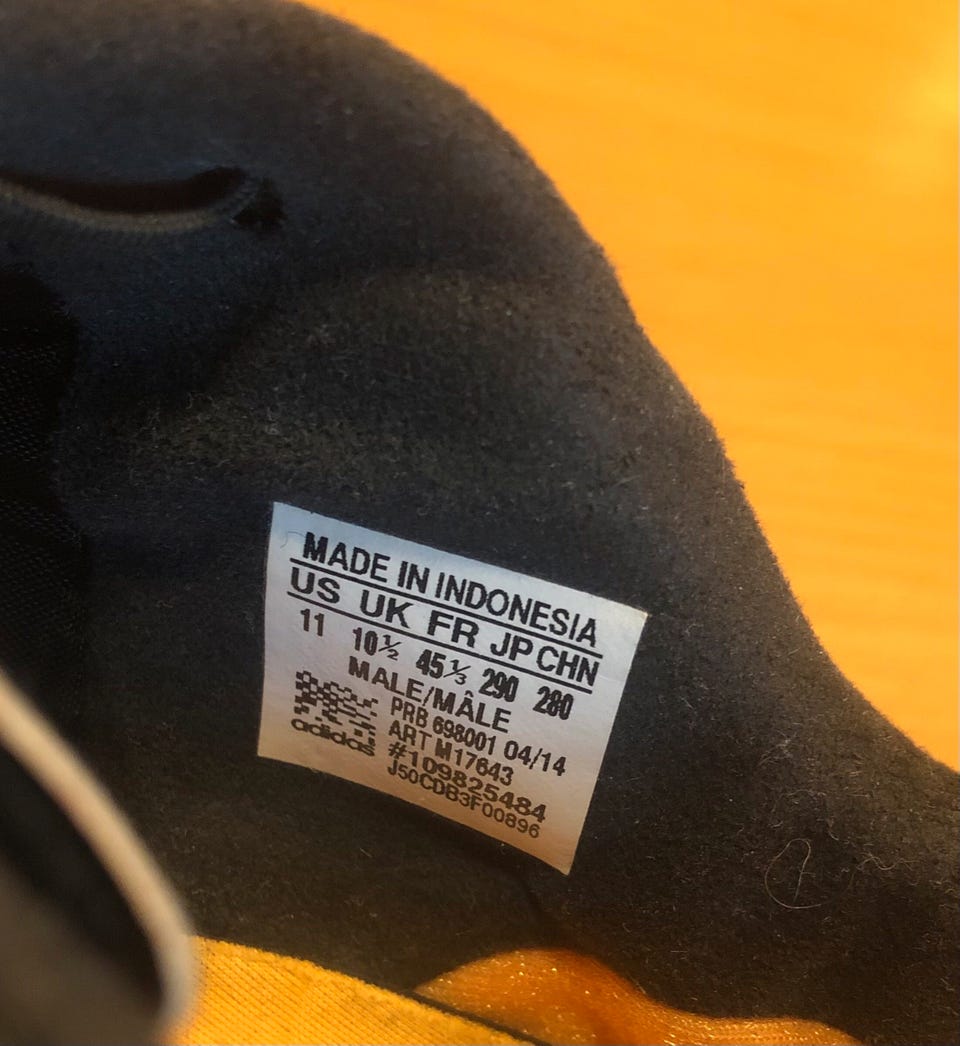 MADE IN INDONESIA
US UK FR JP CHN
11 10½ 45⅓ 290 280
MALE/MÂLE
PRB 698001 04/14
ART M17643
#109825484
J50CDB3F00896
adidas